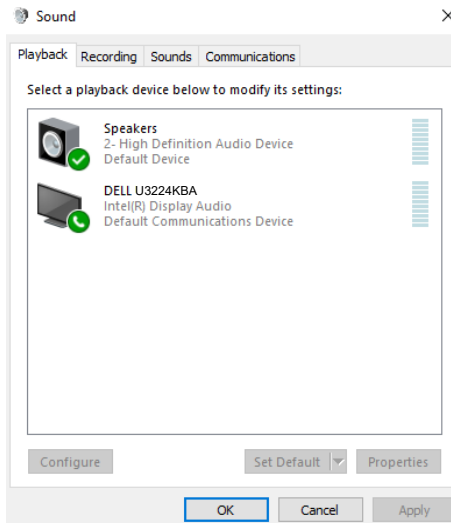 Sound
Playback Recording Sounds Communications
Select a playback device below to modify its settings:
Speakers
2- High Definition Audio Device
Default Device
DELL U3224KBA
Intel(R) Display Audio
Default Communications Device
Configure Set Default Properties
OK Cancel Apply